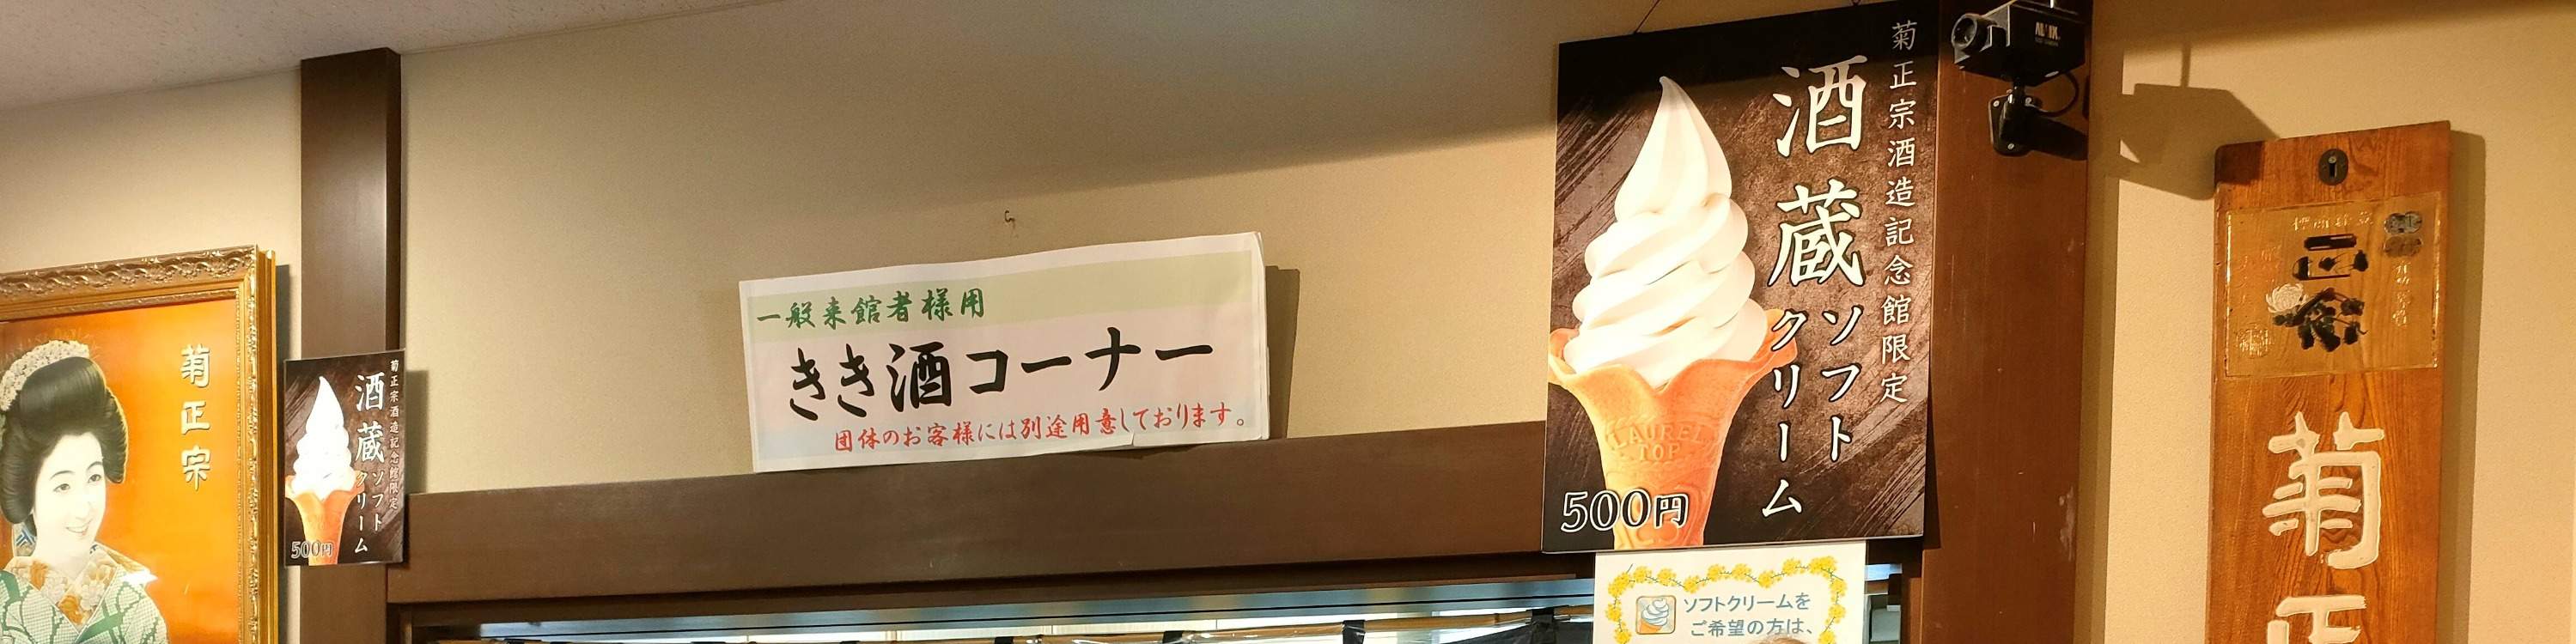 菊正宗
菊正宗酒造記念館限定
酒蔵
ソフト
クリーム
500円
一般来館者様用
きき酒コーナー
団体のお客様には別途用意しております。
菊正宗酒造記念館限定
酒蔵
ソフト
クリーム
500円
ソフトクリームを
ご希望の方は、
菊正